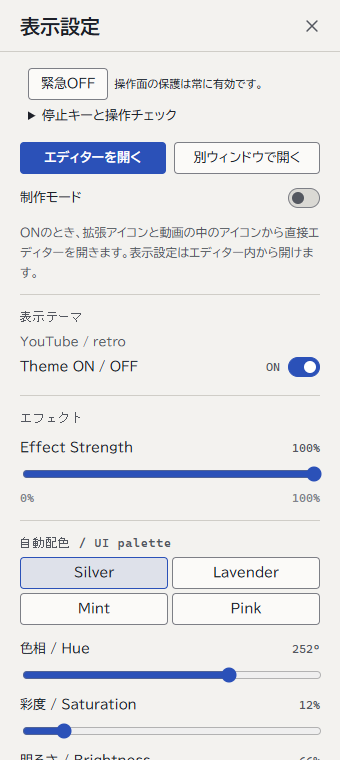 表示設定
緊急OFF 操作面の保護は常に有効です。
▶ 停止キーと操作チェック
エディターを開く 別ウィンドウで開く
制作モード
ONのとき、拡張アイコンと動画の中のアイコンから直接エ
ディターを開きます。表示設定はエディター内から開けま
す。
表示テーマ
YouTube / retro
Theme ON / OFF ON
エフェクト
Effect Strength 100%
0% 100%
自動配色 / UI palette
Silver Lavender
Mint Pink
色相 / Hue 252°
彩度 / Saturation 12%
明るさ / Brightness 66%